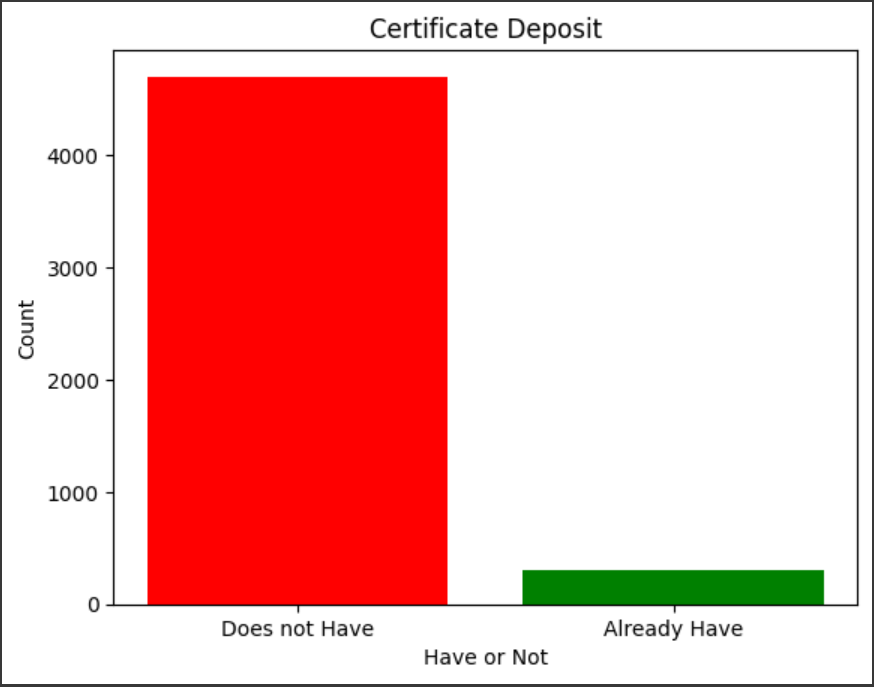 Certificate Deposit
4000
3000
2000
1000
0
Count
Does not Have
Already Have
Have or Not